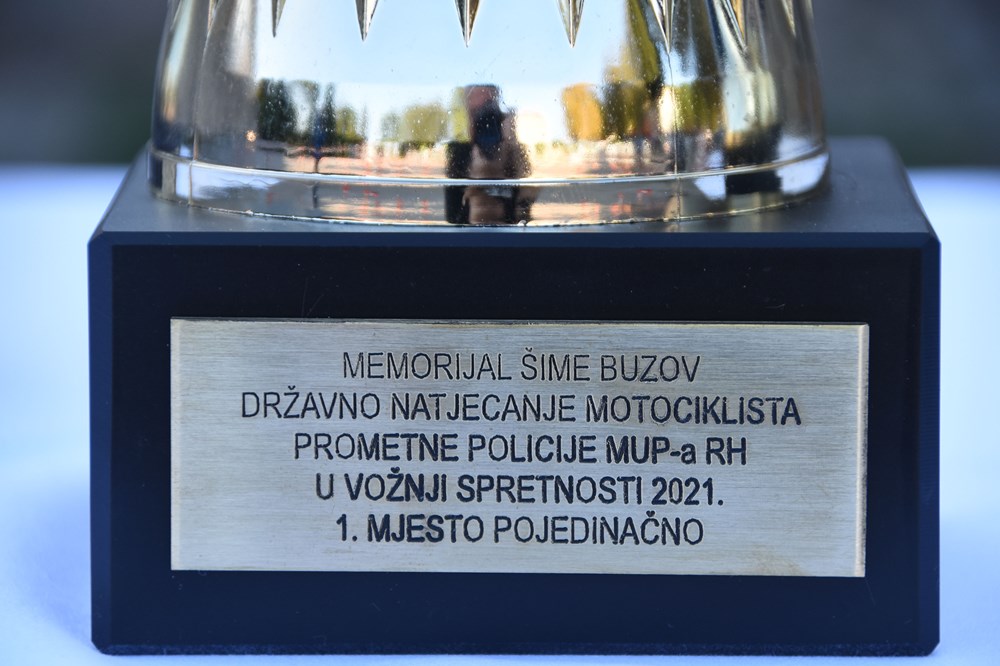 MEMORIJAL ŠIME BUZOV
DRŽAVNO NATJECANJE MOTOCIKLISTA
PROMETNE POLICIJE MUP-a RH
U VOŽNJI SPRETNOSTI 2021.
1. MJESTO POJEDINAČNO